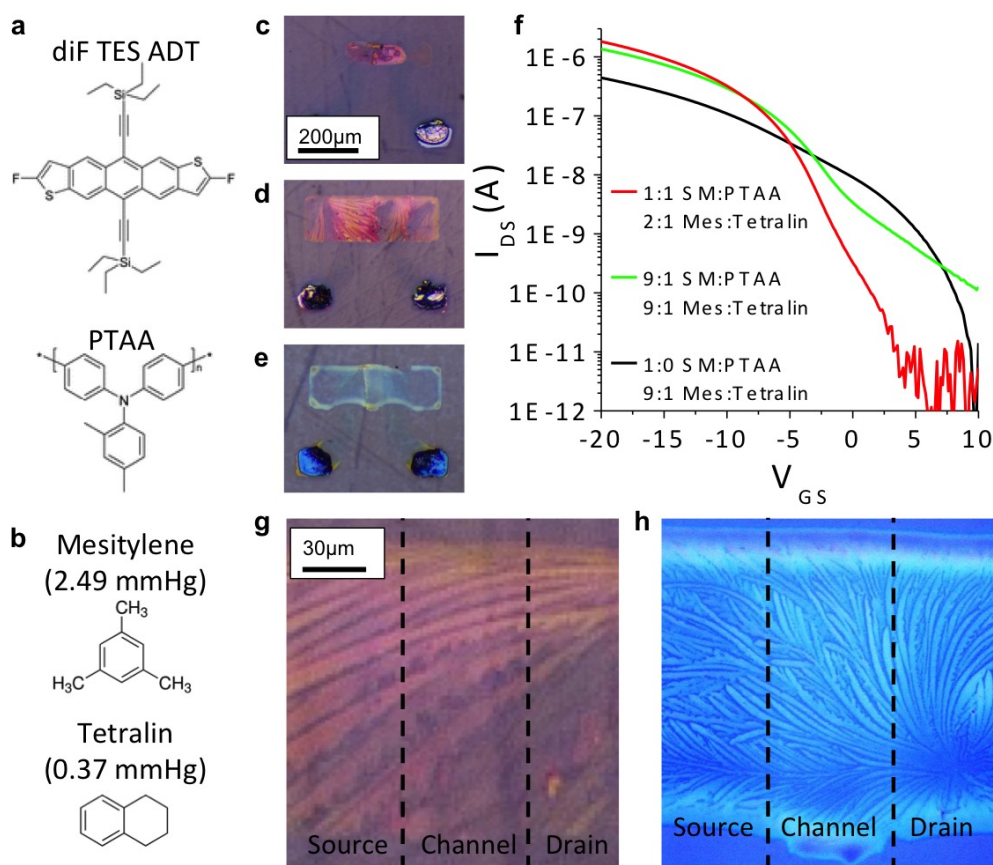 a
diF TES ADT
Si
F
S
S
F
Si
PTAA
*
[
]n
*
N
b
Mesitylene
(2.49 mmHg)
CH₃
H₃C
CH₃
Tetralin
(0.37 mmHg)
c
200µm
d
e
f
I_DS (A)
1E-6
1E-7
1E-8
1E-9
1E-10
1E-11
1E-12
1:1 SM:PTAA
2:1 Mes:Tetralin
9:1 SM:PTAA
9:1 Mes:Tetralin
1:0 SM:PTAA
9:1 Mes:Tetralin
-20 -15 -10 -5 0 5 10
V_GS
g
30µm
Source Channel Drain
h
Source Channel Drain